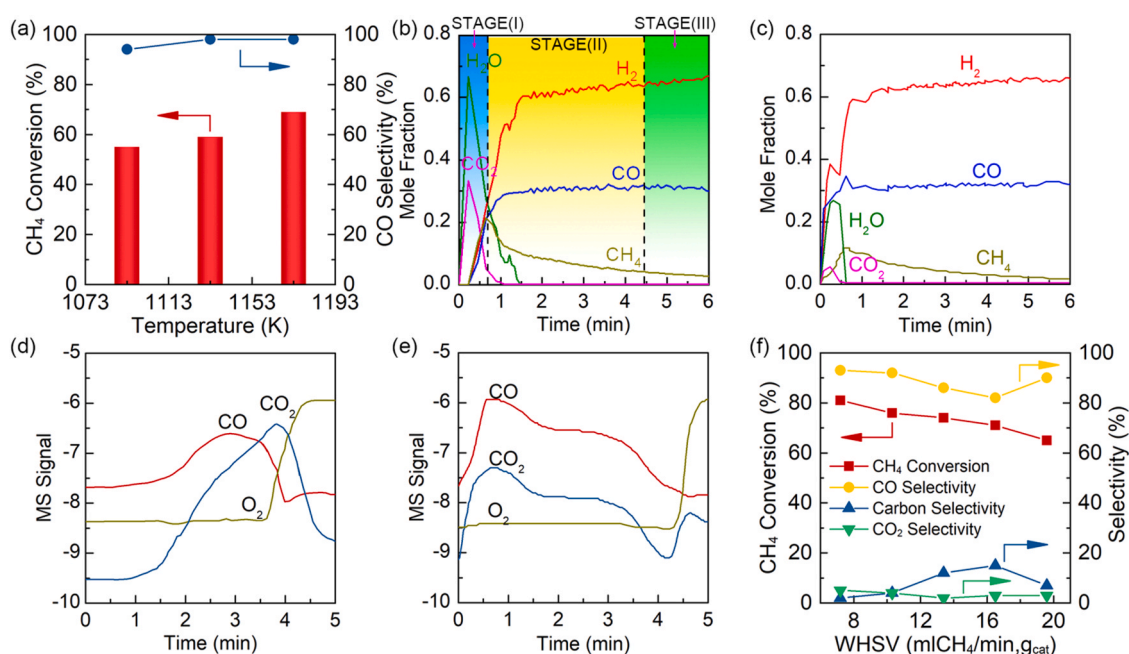 (a)
100
80
60
40
20
0
CH₄ Conversion (%)
1073 1113 1153 1193
Temperature (K)
100
80
60
40
20
0
CO Selectivity (%)
(b)
STAGE(I)
STAGE(II)
STAGE(III)
0.8
0.6
0.4
0.2
0.0
Mole Fraction
H₂O
CO₂
H₂
CO
CH₄
0 1 2 3 4 5 6
Time (min)
(c)
0.8
0.6
0.4
0.2
0.0
Mole Fraction
H₂
CO
H₂O
CH₄
CO₂
0 1 2 3 4 5 6
Time (min)
(d)
-5
-6
-7
-8
-9
-10
MS Signal
CO
CO₂
O₂
0 1 2 3 4 5
Time (min)
(e)
-5
-6
-7
-8
-9
-10
MS Signal
CO
CO₂
O₂
0 1 2 3 4 5
Time (min)
(f)
100
80
60
40
20
0
CH₄ Conversion (%)
CH₄ Conversion
CO Selectivity
Carbon Selectivity
CO₂ Selectivity
8 12 16 20
WHSV (mlCH₄/min,g_cat)
100
80
60
40
20
0
Selectivity (%)